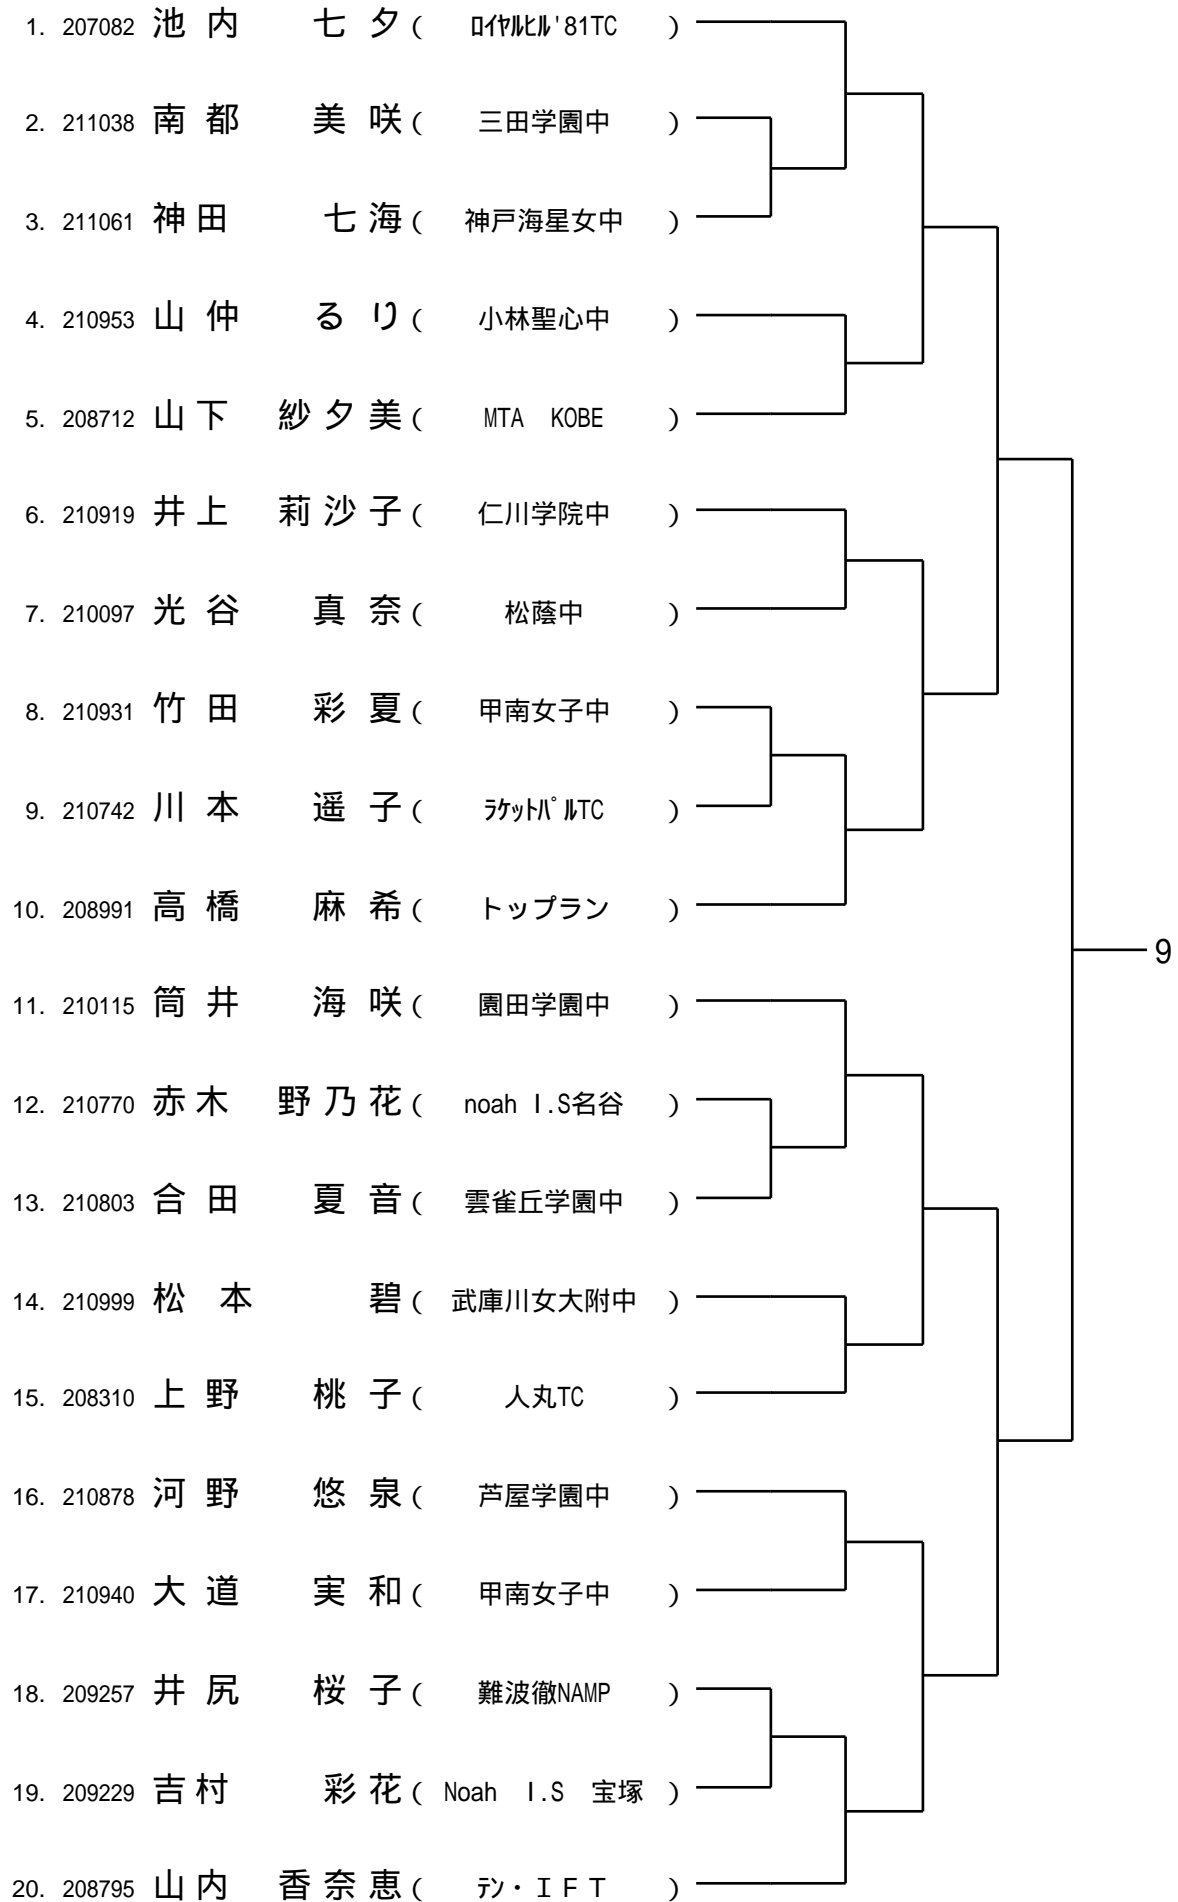 1. 207082 池内 七夕( ﾛｲﾔﾙﾋﾙ'81TC )
2. 211038 南都 美咲( 三田学園中 )
3. 211061 神田 七海( 神戸海星女中 )
4. 210953 山仲 るり( 小林聖心中 )
5. 208712 山下 紗夕美( MTA KOBE )
6. 210919 井上 莉沙子( 仁川学院中 )
7. 210097 光谷 真奈( 松蔭中 )
8. 210931 竹田 彩夏( 甲南女子中 )
9. 210742 川本 遥子( ﾗｹｯﾄﾊﾟﾙTC )
10. 208991 高橋 麻希( トップラン )
9
11. 210115 筒井 海咲( 園田学園中 )
12. 210770 赤木 野乃花( noah I.S名谷 )
13. 210803 合田 夏音( 雲雀丘学園中 )
14. 210999 松本 碧( 武庫川女大附中 )
15. 208310 上野 桃子( 人丸TC )
16. 210878 河野 悠泉( 芦屋学園中 )
17. 210940 大道 実和( 甲南女子中 )
18. 209257 井尻 桜子( 難波徹NAMP )
19. 209229 吉村 彩花( Noah I.S 宝塚 )
20. 208795 山内 香奈恵( ﾃﾝ・ＩＦＴ )